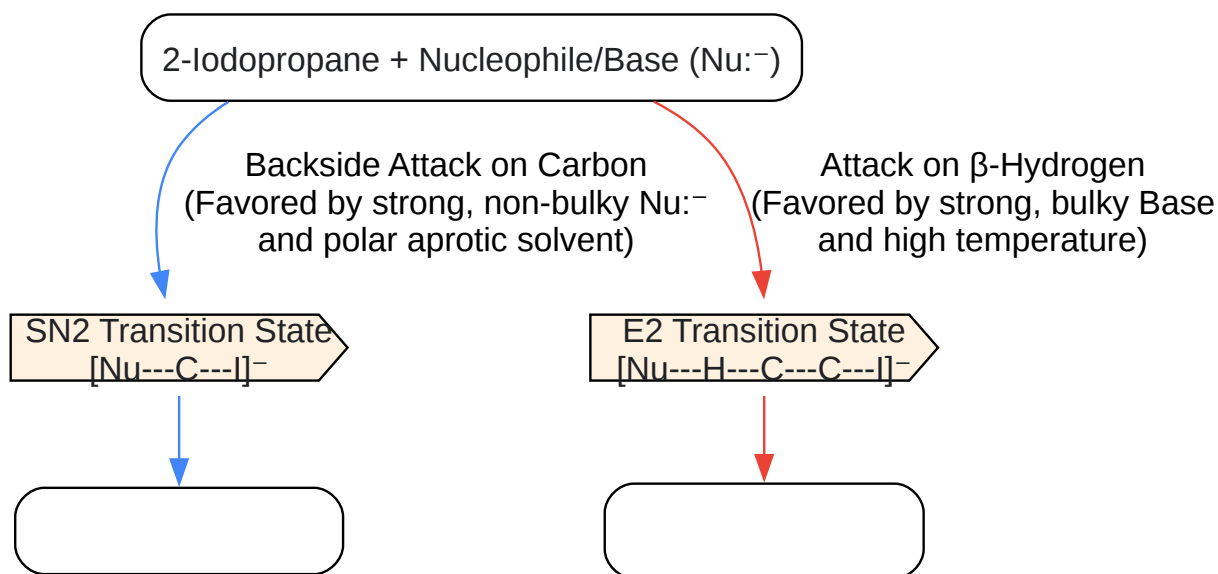 2-Iodopropane + Nucleophile/Base (Nu:⁻)
Backside Attack on Carbon
(Favored by strong, non-bulky Nu:⁻
and polar aprotic solvent)
Attack on β-Hydrogen
(Favored by strong, bulky Base
and high temperature)
SN2 Transition State
[Nu---C---I]⁻
E2 Transition State
[Nu---H---C---C---I]⁻